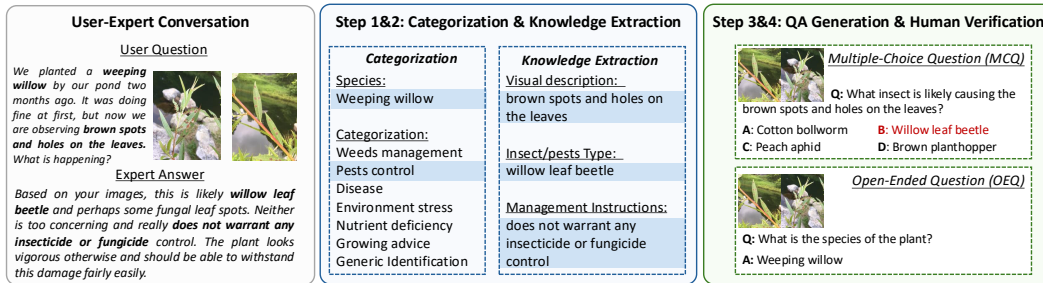 User-Expert Conversation
User Question
We planted a weeping
willow by our pond two
months ago. It was doing
fine at first, but now we
are observing brown spots
and holes on the leaves.
What is happening?
Expert Answer
Based on your images, this is likely willow leaf
beetle and perhaps some fungal leaf spots. Neither
is too concerning and really does not warrant any
insecticide or fungicide control. The plant looks
vigorous otherwise and should be able to withstand
this damage fairly easily.
Step 1&2: Categorization & Knowledge Extraction
Categorization
Species:
Weeping willow
Categorization:
Weeds management
Pests control
Disease
Environment stress
Nutrient deficiency
Growing advice
Generic Identification
Knowledge Extraction
Visual description:
brown spots and holes on
the leaves
Insect/pests Type:
willow leaf beetle
Management Instructions:
does not warrant any
insecticide or fungicide
control
Step 3&4: QA Generation & Human Verification
Multiple-Choice Question (MCQ)
Q: What insect is likely causing the
brown spots and holes on the leaves?
A: Cotton bollworm B: Willow leaf beetle
C: Peach aphid D: Brown planthopper
Open-Ended Question (OEQ)
Q: What is the species of the plant?
A: Weeping willow